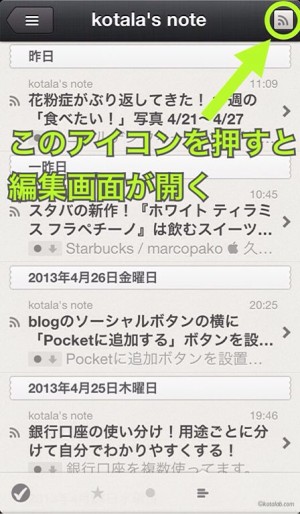 kotala's note
昨日
kotala's note 11:09
花粉症がぶり返してきた！ 週の
「食べたい！」写真 4/21～4/27
このアイコンを押すと
編集画面が開く
一昨日
10:45
スタバの新作！『ホワイト ティラミ
ス フラペチーノ』は飲むスイーツ…
Starbucks / marcopako 久…
2013年4月26日金曜日
kotala's note 20:25
blogのソーシャルボタンの横に
「Pocketに追加する」ボタンを設…
Pocketに追加ボタンを設置…
2013年4月25日木曜日
kotala's note 19:46
銀行口座の使い分け！用途ごとに分
けて自分でわかりやすくする！
銀行口座を複数使ってます。
©kotalab.com